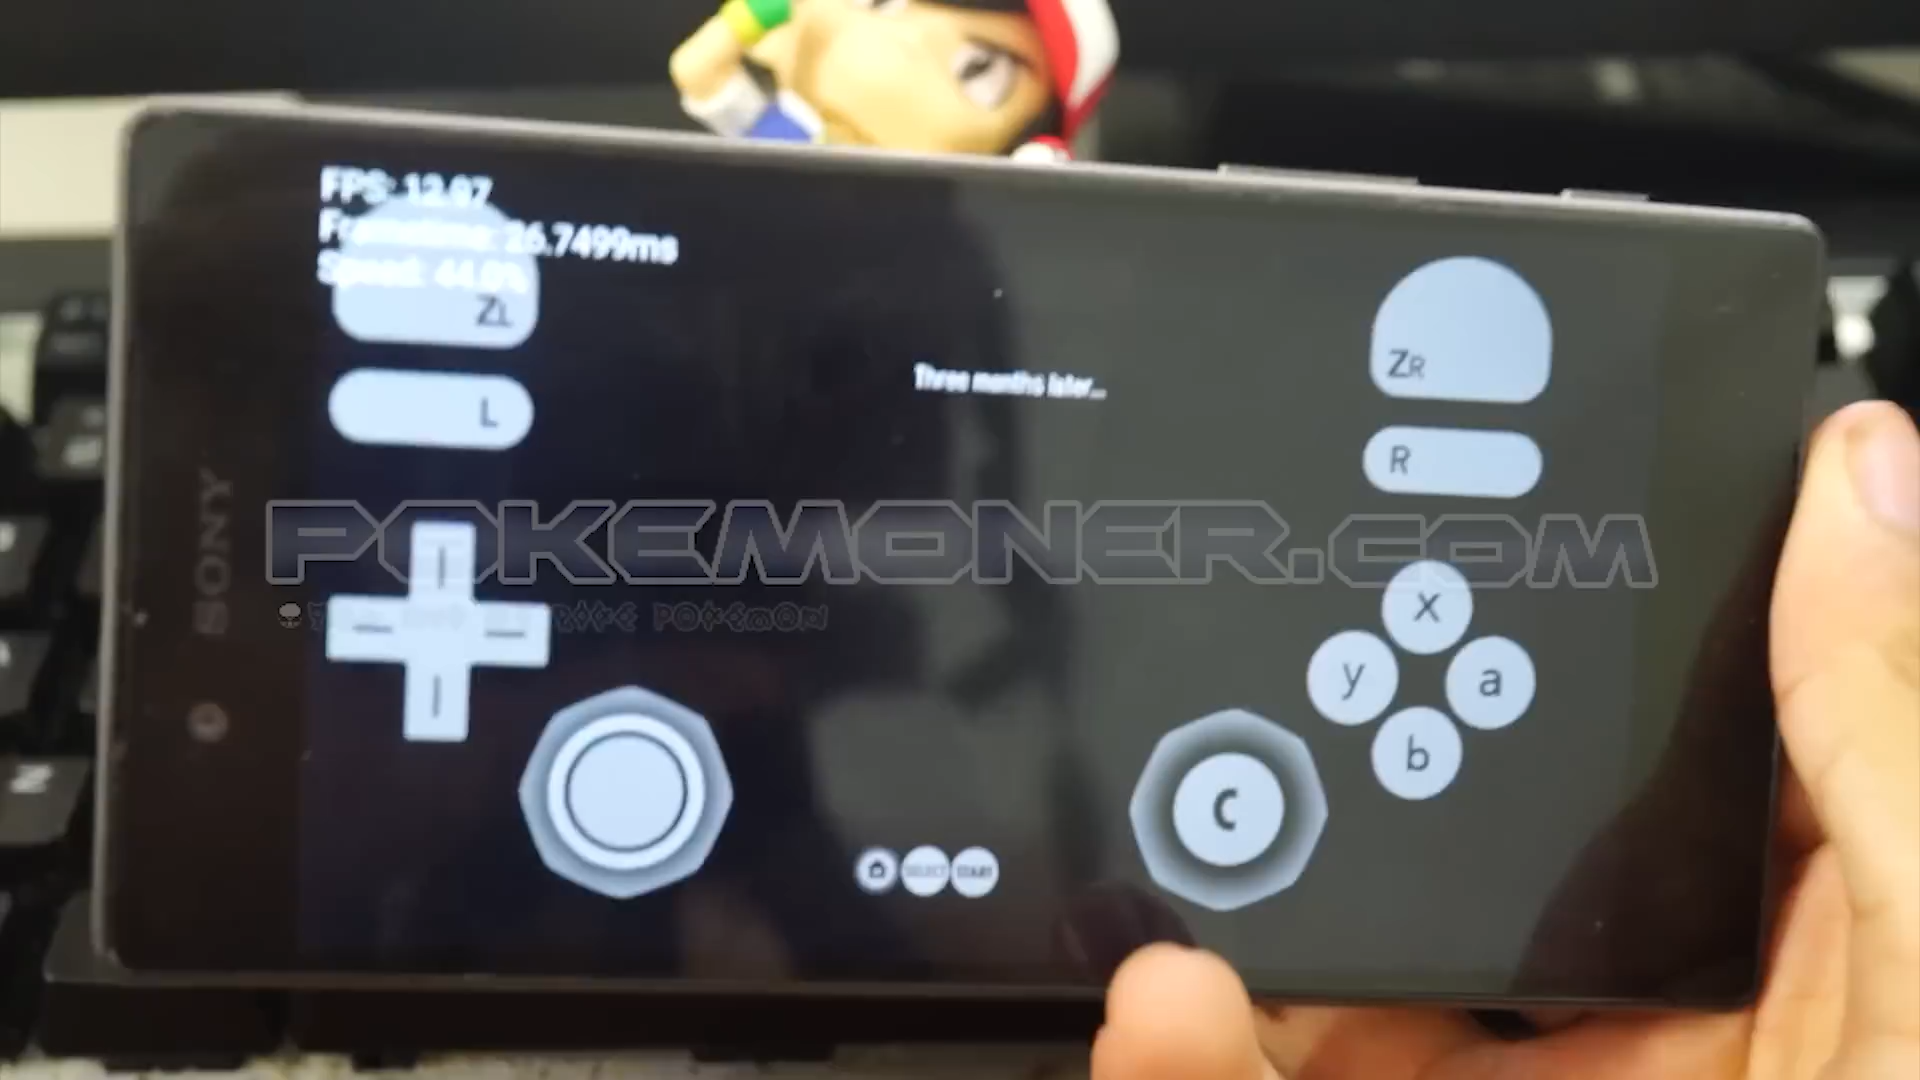 FPS: 12.97
Frametime: 26.7499ms
Speed: 44.0%
ZL
L
Three months later...
ZR
R
SONY
POKEMONER.COM
POKÉMON
x
y
a
b
C
SELECT
START
Z